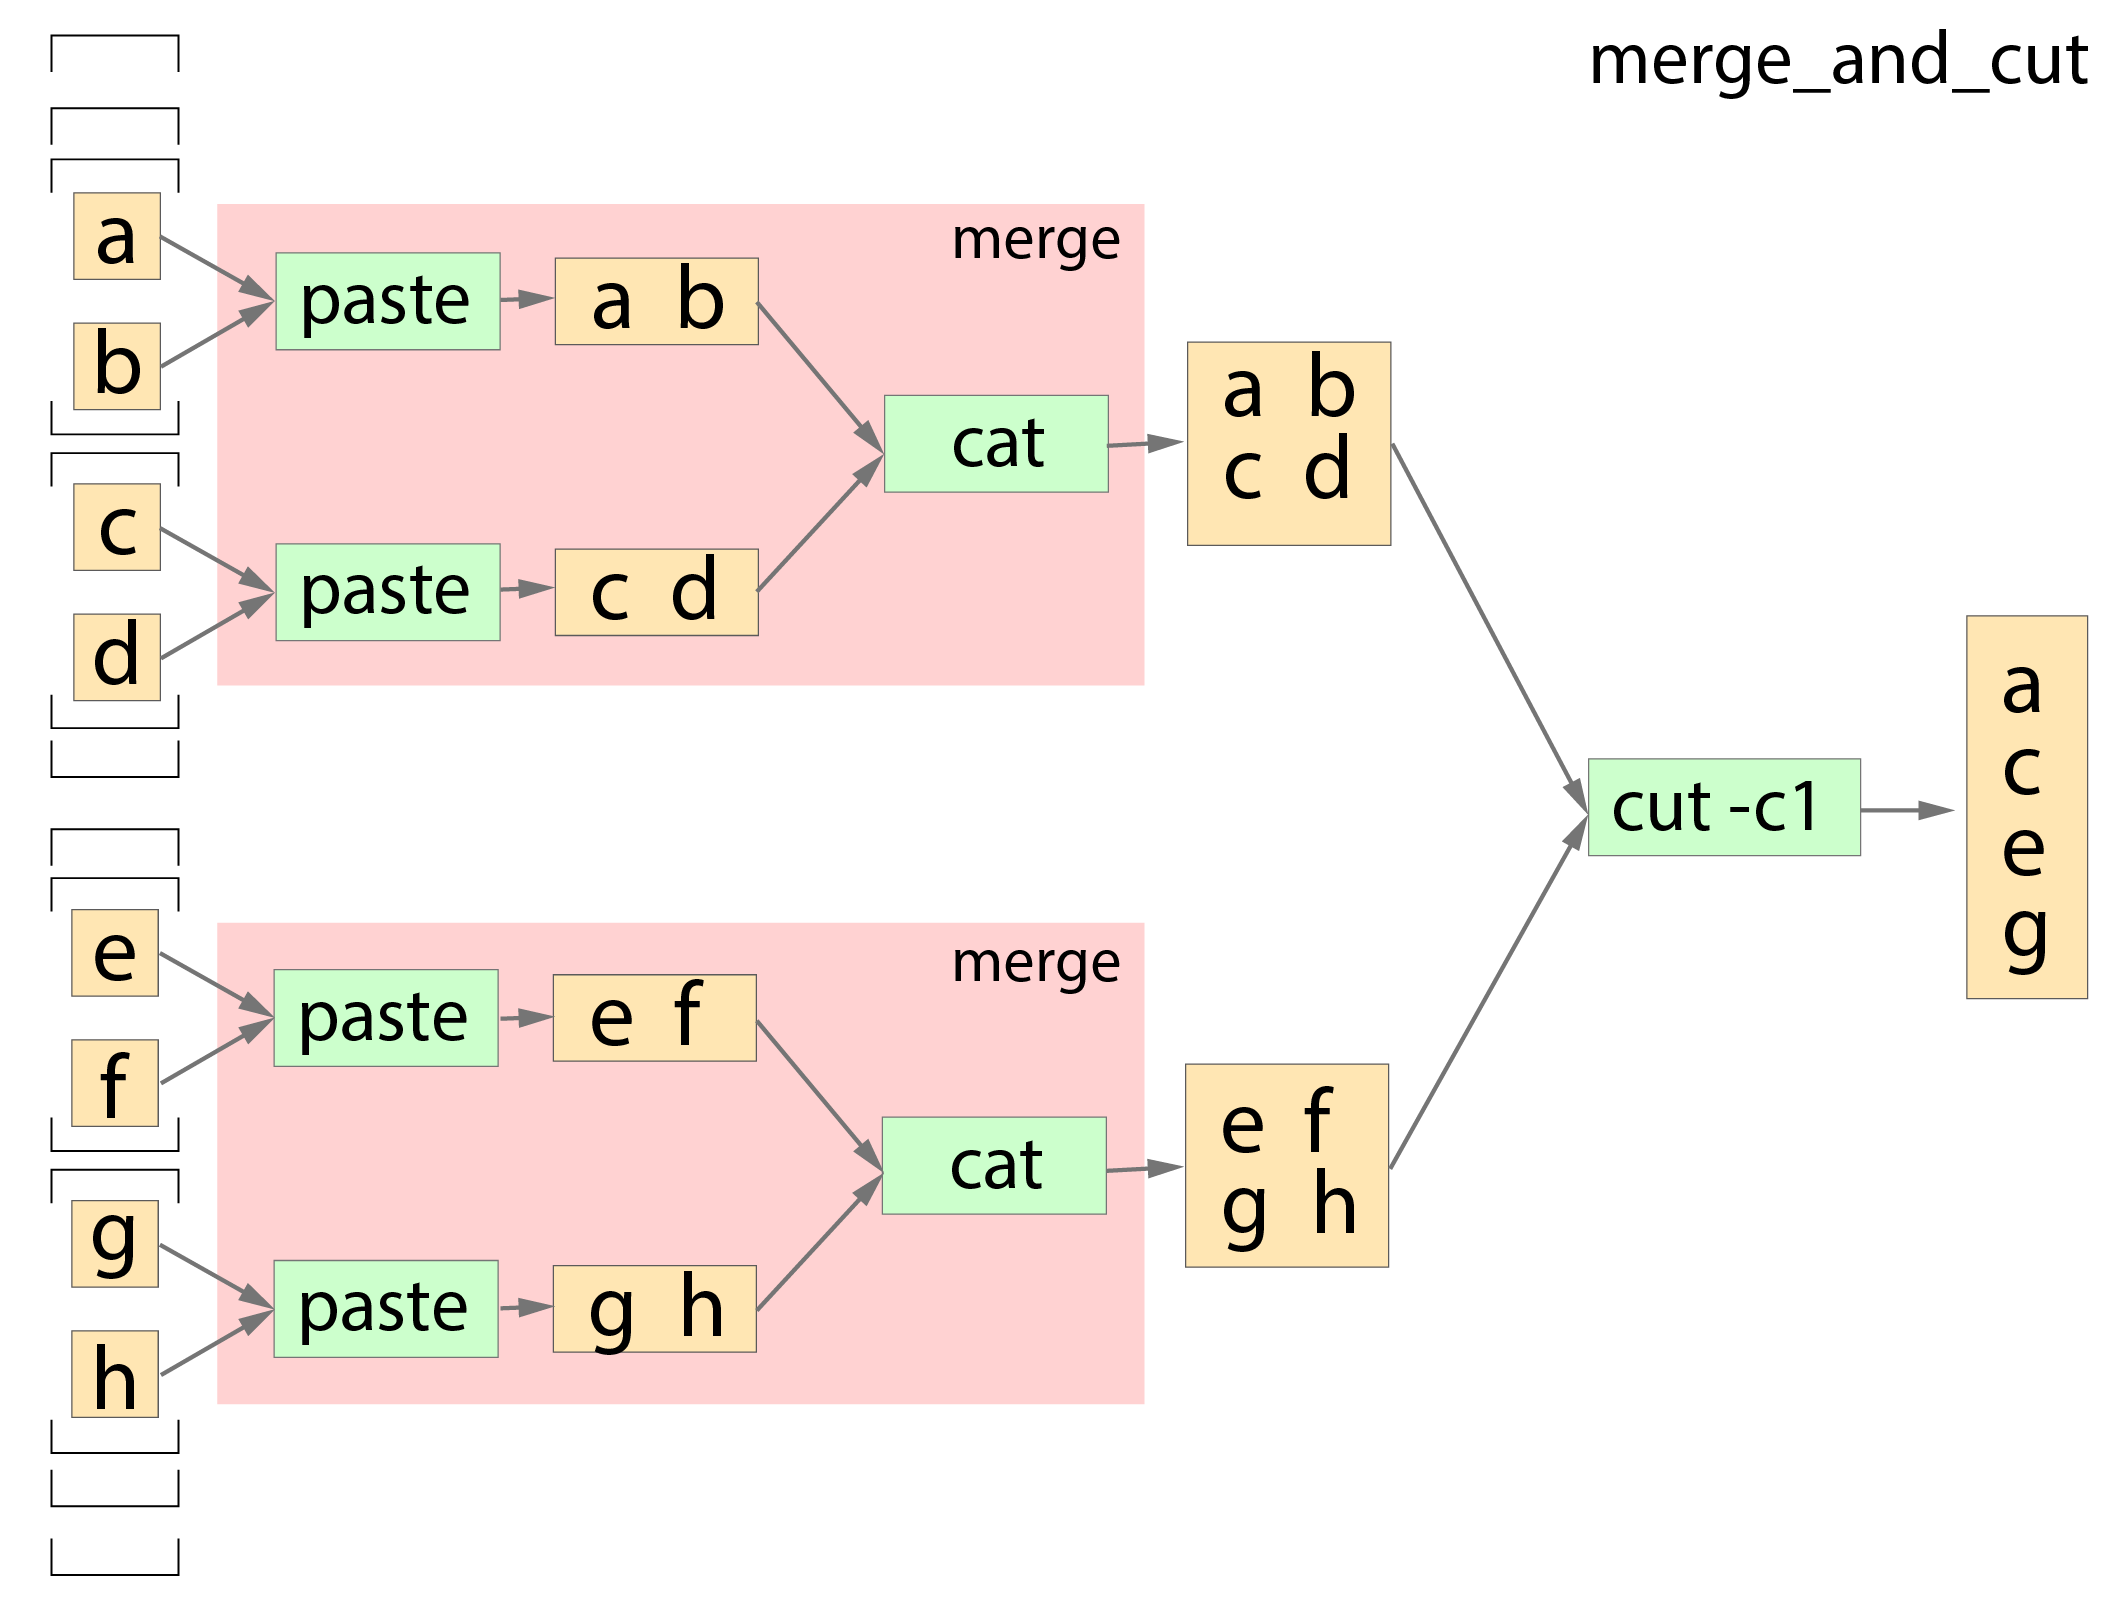 merge_and_cut
a
b
c
d
merge
paste
a b
paste
c d
cat
a b
c d
e
f
g
h
merge
paste
e f
paste
g h
cat
e f
g h
cut -c1
a
c
e
g